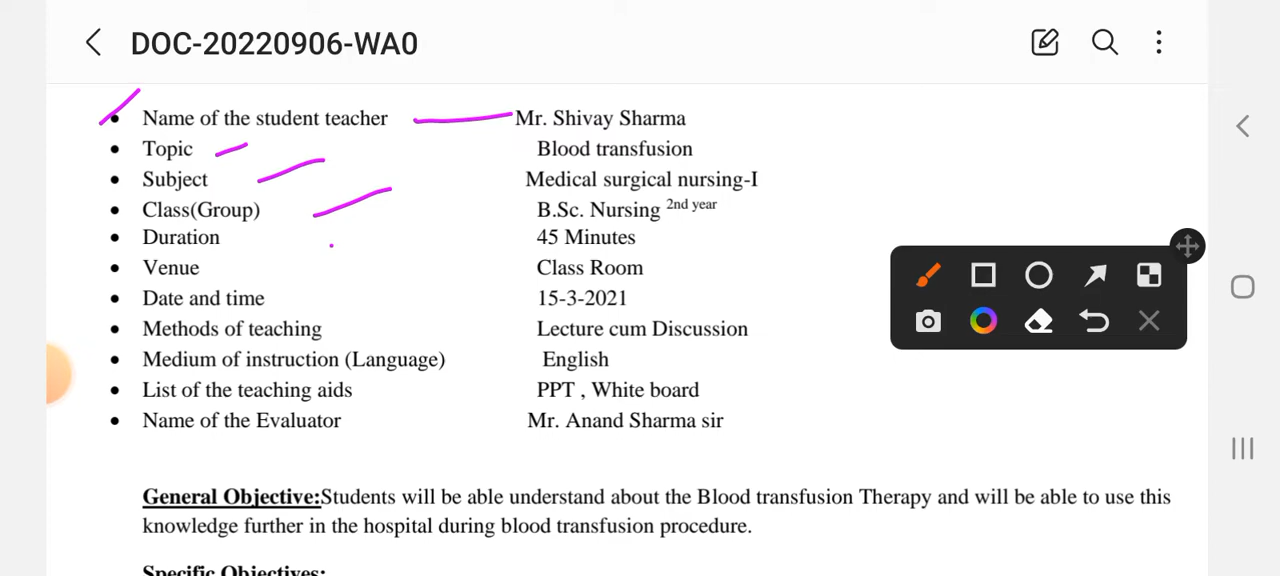 DOC-20220906-WA0
• Name of the student teacher Mr. Shivay Sharma
• Topic Blood transfusion
• Subject Medical surgical nursing-I
• Class(Group) B.Sc. Nursing 2nd year
• Duration 45 Minutes
• Venue Class Room
• Date and time 15-3-2021
• Methods of teaching Lecture cum Discussion
• Medium of instruction (Language) English
• List of the teaching aids PPT , White board
• Name of the Evaluator Mr. Anand Sharma sir
General Objective:Students will be able understand about the Blood transfusion Therapy and will be able to use this
knowledge further in the hospital during blood transfusion procedure.
Specific Objectives: